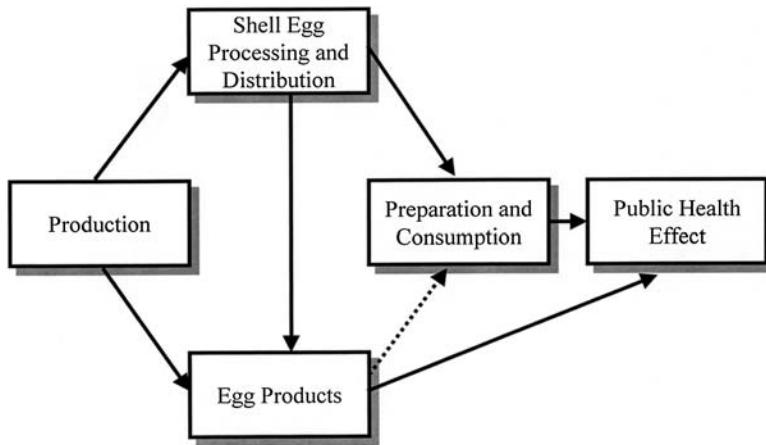 Shell Egg
Processing and
Distribution
Production
Preparation and
Consumption
Public Health
Effect
Egg Products